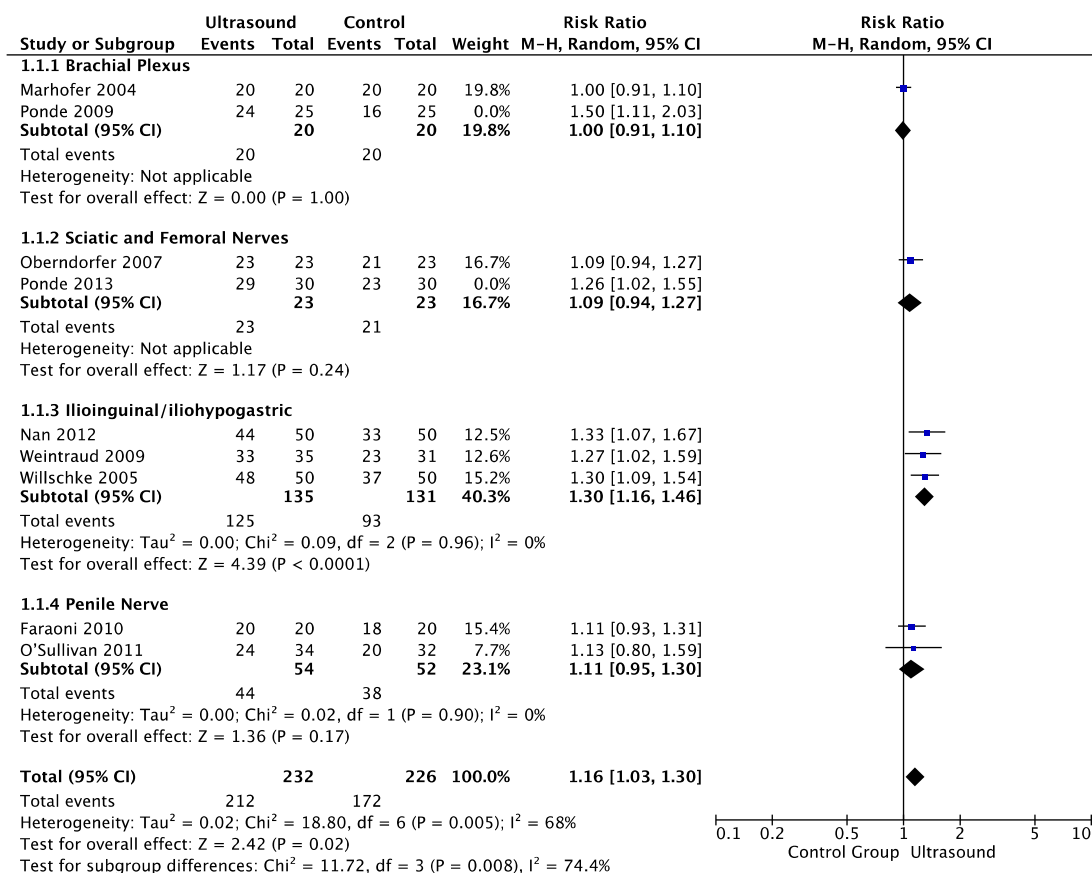 Ultrasound Control Risk Ratio Risk Ratio
Study or Subgroup Events Total Events Total Weight M-H, Random, 95% CI M-H, Random, 95% CI
1.1.1 Brachial Plexus
Marhofer 2004 20 20 20 20 19.8% 1.00 [0.91, 1.10]
Ponde 2009 24 25 16 25 0.0% 1.50 [1.11, 2.03]
Subtotal (95% CI) 20 20 19.8% 1.00 [0.91, 1.10]
Total events 20 20
Heterogeneity: Not applicable
Test for overall effect: Z = 0.00 (P = 1.00)
1.1.2 Sciatic and Femoral Nerves
Oberndorfer 2007 23 23 21 23 16.7% 1.09 [0.94, 1.27]
Ponde 2013 29 30 23 30 0.0% 1.26 [1.02, 1.55]
Subtotal (95% CI) 23 23 16.7% 1.09 [0.94, 1.27]
Total events 23 21
Heterogeneity: Not applicable
Test for overall effect: Z = 1.17 (P = 0.24)
1.1.3 Ilioinguinal/iliohypogastric
Nan 2012 44 50 33 50 12.5% 1.33 [1.07, 1.67]
Weintraud 2009 33 35 23 31 12.6% 1.27 [1.02, 1.59]
Willschke 2005 48 50 37 50 15.2% 1.30 [1.09, 1.54]
Subtotal (95% CI) 135 131 40.3% 1.30 [1.16, 1.46]
Total events 125 93
Heterogeneity: Tau² = 0.00; Chi² = 0.09, df = 2 (P = 0.96); I² = 0%
Test for overall effect: Z = 4.39 (P < 0.0001)
1.1.4 Penile Nerve
Faraoni 2010 20 20 18 20 15.4% 1.11 [0.93, 1.31]
O'Sullivan 2011 24 34 20 32 7.7% 1.13 [0.80, 1.59]
Subtotal (95% CI) 54 52 23.1% 1.11 [0.95, 1.30]
Total events 44 38
Heterogeneity: Tau² = 0.00; Chi² = 0.02, df = 1 (P = 0.90); I² = 0%
Test for overall effect: Z = 1.36 (P = 0.17)
Total (95% CI) 232 226 100.0% 1.16 [1.03, 1.30]
Total events 212 172
Heterogeneity: Tau² = 0.02; Chi² = 18.80, df = 6 (P = 0.005); I² = 68%
Test for overall effect: Z = 2.42 (P = 0.02)
Test for subgroup differences: Chi² = 11.72, df = 3 (P = 0.008), I² = 74.4%
0.1 0.2 0.5 1 2 5 10
Control Group Ultrasound